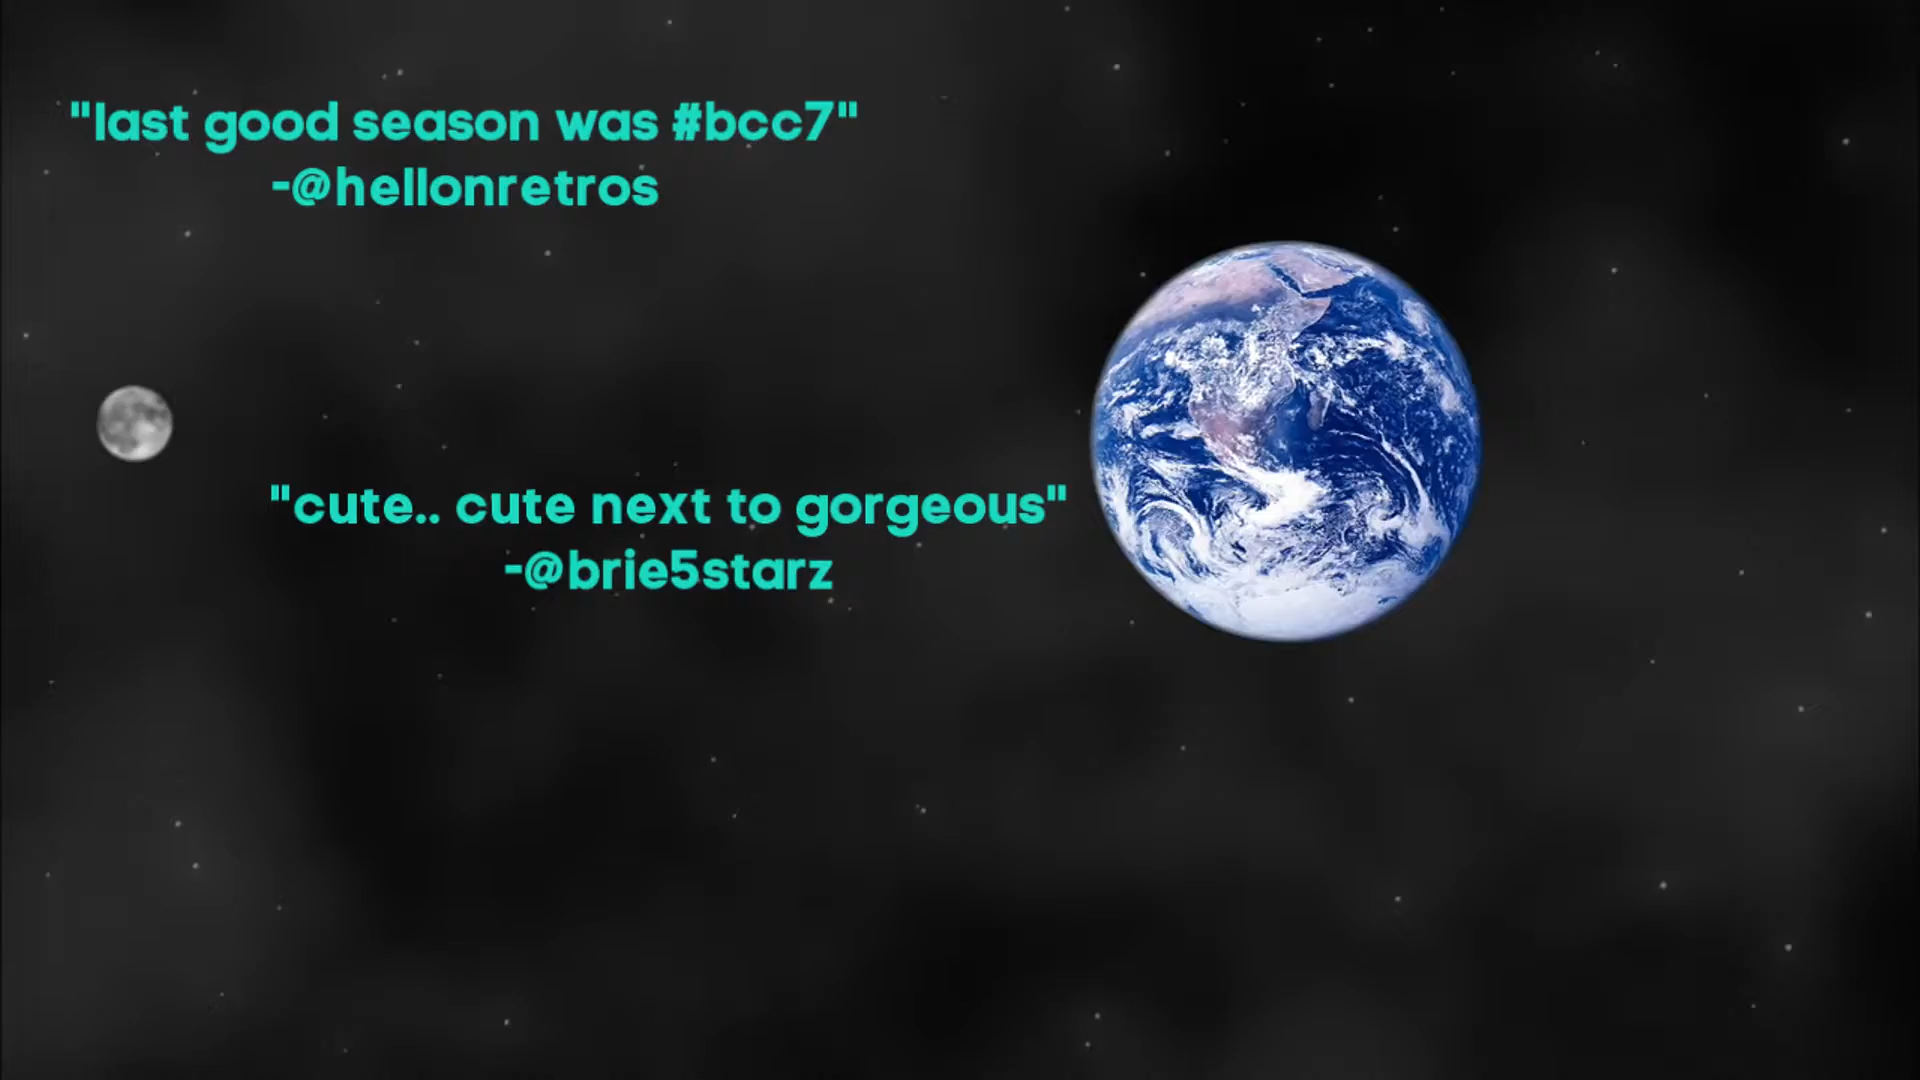 "last good season was #bcc7"
-@hellonretros
"cute.. cute next to gorgeous"
-@brie5starz